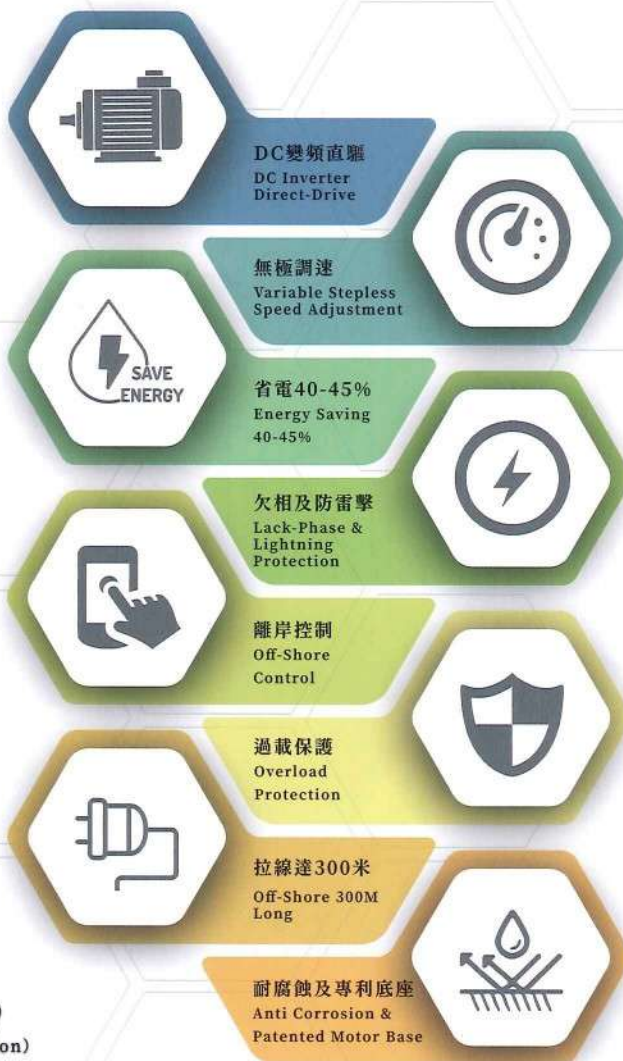 DC變頻直驅
DC Inverter
Direct-Drive
無極調速
Variable Stepless
Speed Adjustment
SAVE
ENERGY
省電40-45%
Energy Saving
40-45%
欠相及防雷擊
Lack-Phase &
Lightning
Protection
離岸控制
Off-Shore
Control
過載保護
Overload
Protection
拉線達300米
Off-Shore 300M
Long
耐腐蝕及專利底座
Anti Corrosion &
Patented Motor Base
)
on)